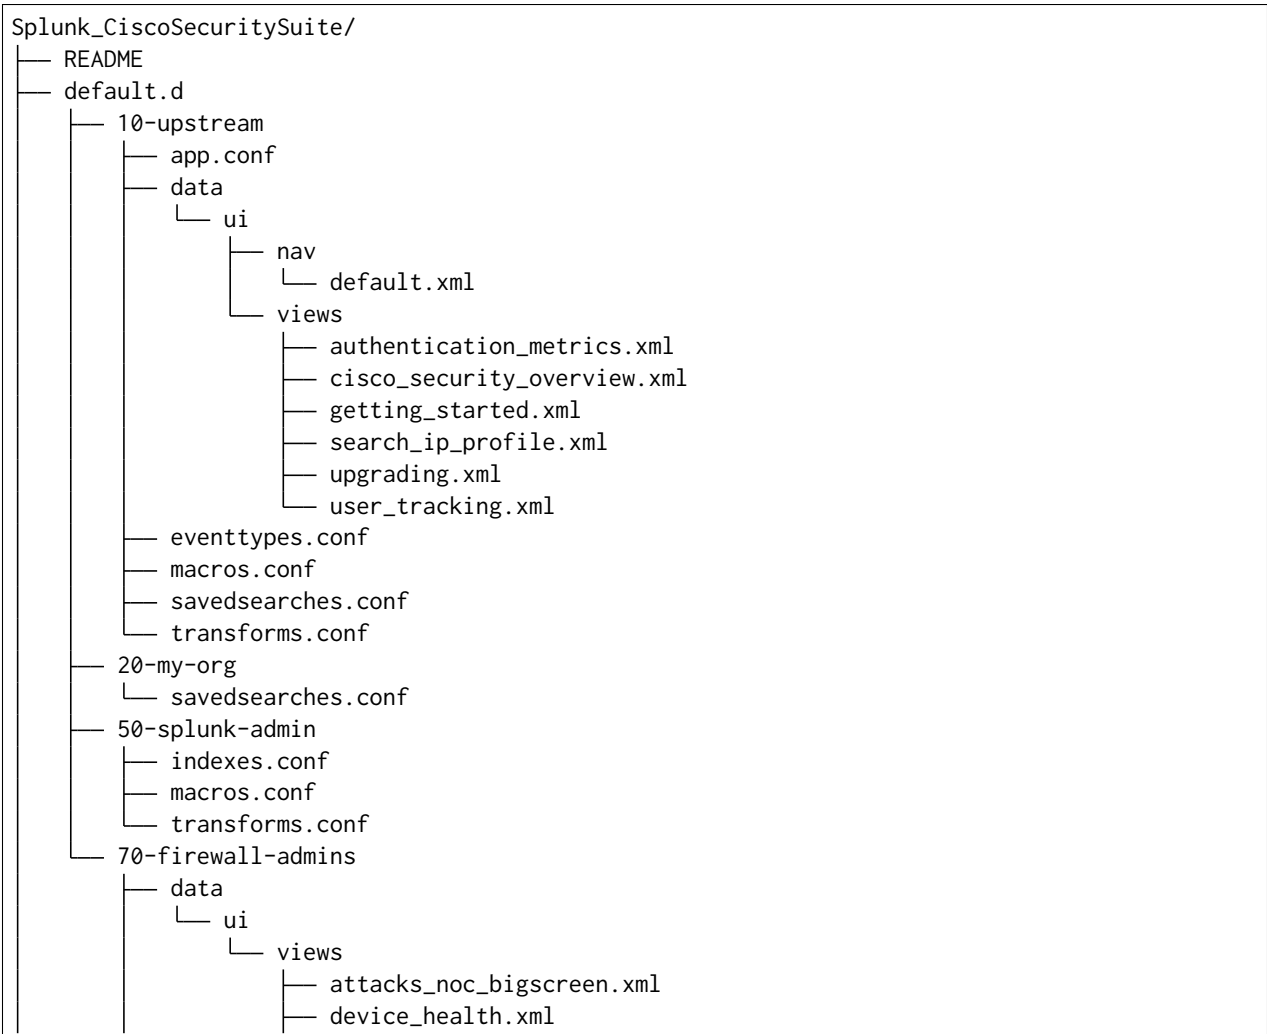 Splunk_CiscoSecuritySuite/
├── README
├── default.d
│   ├── 10-upstream
│   │   ├── app.conf
│   │   ├── data
│   │   │   └── ui
│   │   │       ├── nav
│   │   │       │   └── default.xml
│   │   │       └── views
│   │   │           ├── authentication_metrics.xml
│   │   │           ├── cisco_security_overview.xml
│   │   │           ├── getting_started.xml
│   │   │           ├── search_ip_profile.xml
│   │   │           ├── upgrading.xml
│   │   │           └── user_tracking.xml
│   │   ├── eventtypes.conf
│   │   ├── macros.conf
│   │   ├── savedsearches.conf
│   │   └── transforms.conf
│   ├── 20-my-org
│   │   └── savedsearches.conf
│   ├── 50-splunk-admin
│   │   ├── indexes.conf
│   │   ├── macros.conf
│   │   └── transforms.conf
│   └── 70-firewall-admins
│       ├── data
│       │   └── ui
│       │       └── views
│       │           ├── attacks_noc_bigscreen.xml
│       │           ├── device_health.xml